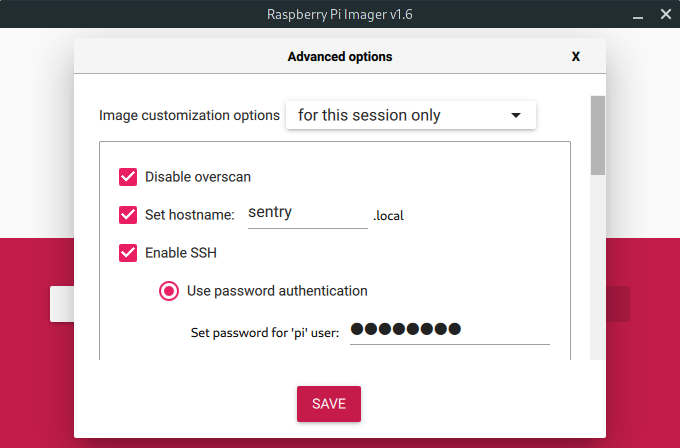 Raspberry Pi Imager v1.6
Advanced options X
Image customization options for this session only
Disable overscan
Set hostname: sentry .local
Enable SSH
Use password authentication
Set password for 'pi' user: ●●●●●●●●
SAVE